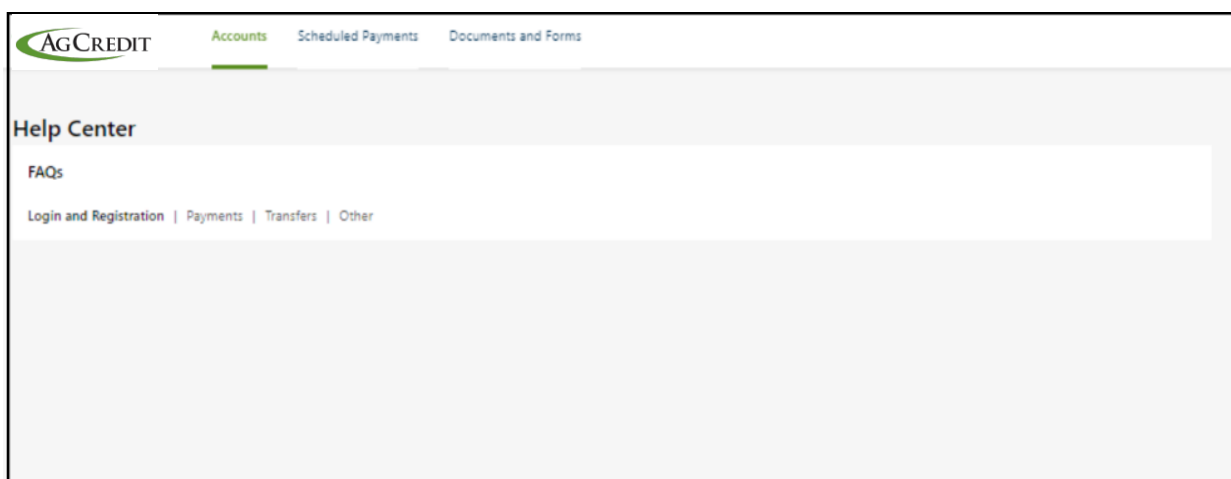 AGCREDIT Accounts Scheduled Payments Documents and Forms
Help Center
FAQs
Login and Registration | Payments | Transfers | Other